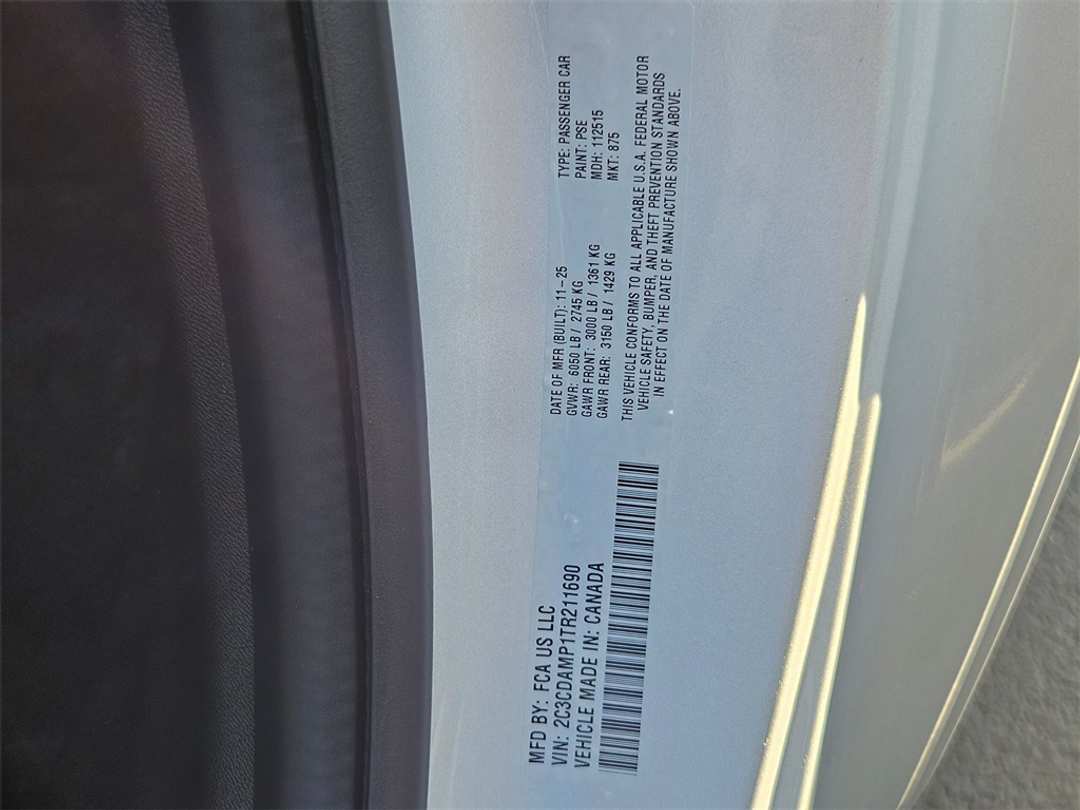 MFD BY: FCA US LLC
VIN: 2C3CDAMP1TR211690
VEHICLE MADE IN: CANADA
DATE OF MFR (BUILT): 11-25
GVWR: 6050 LB / 2745 KG
GAWR FRONT: 3000 LB / 1361 KG
GAWR REAR: 3150 LB / 1429 KG
TYPE: PASSENGER CAR
PAINT: PSE
MDH: 112515
MKT: 875
THIS VEHICLE CONFORMS TO ALL APPLICABLE U.S.A. FEDERAL MOTOR
VEHICLE SAFETY, BUMPER, AND THEFT PREVENTION STANDARDS
IN EFFECT ON THE DATE OF MANUFACTURE SHOWN ABOVE.